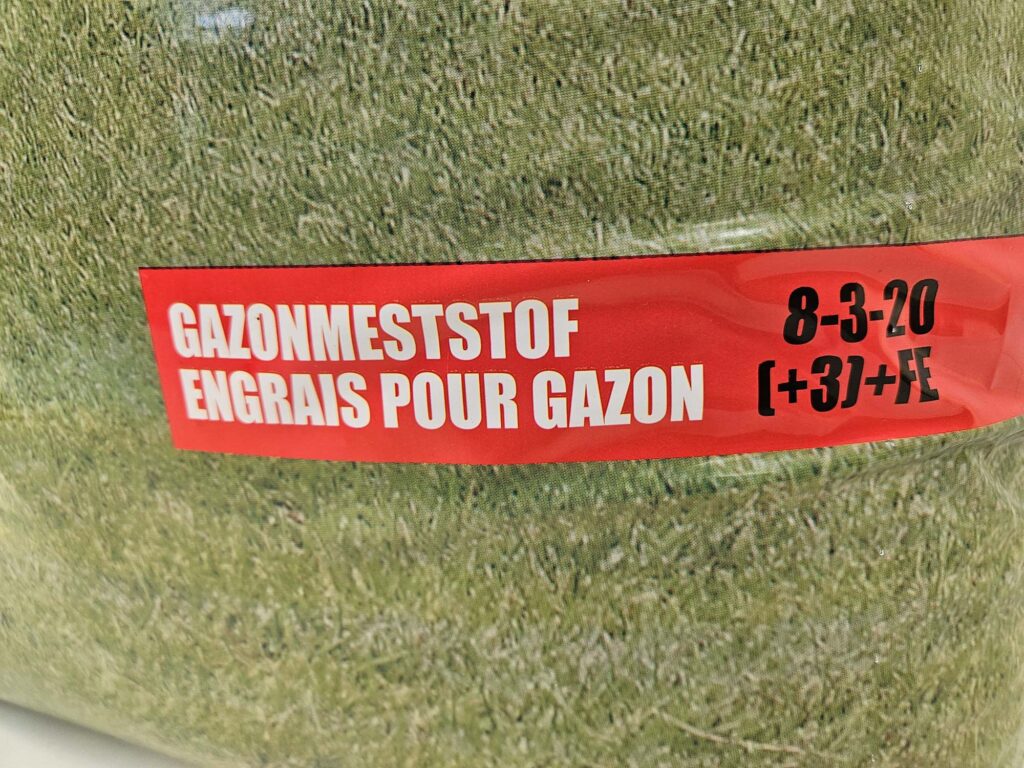 GAZONMESTSTOF
ENGRAIS POUR GAZON
8-3-20
(+3)+FE